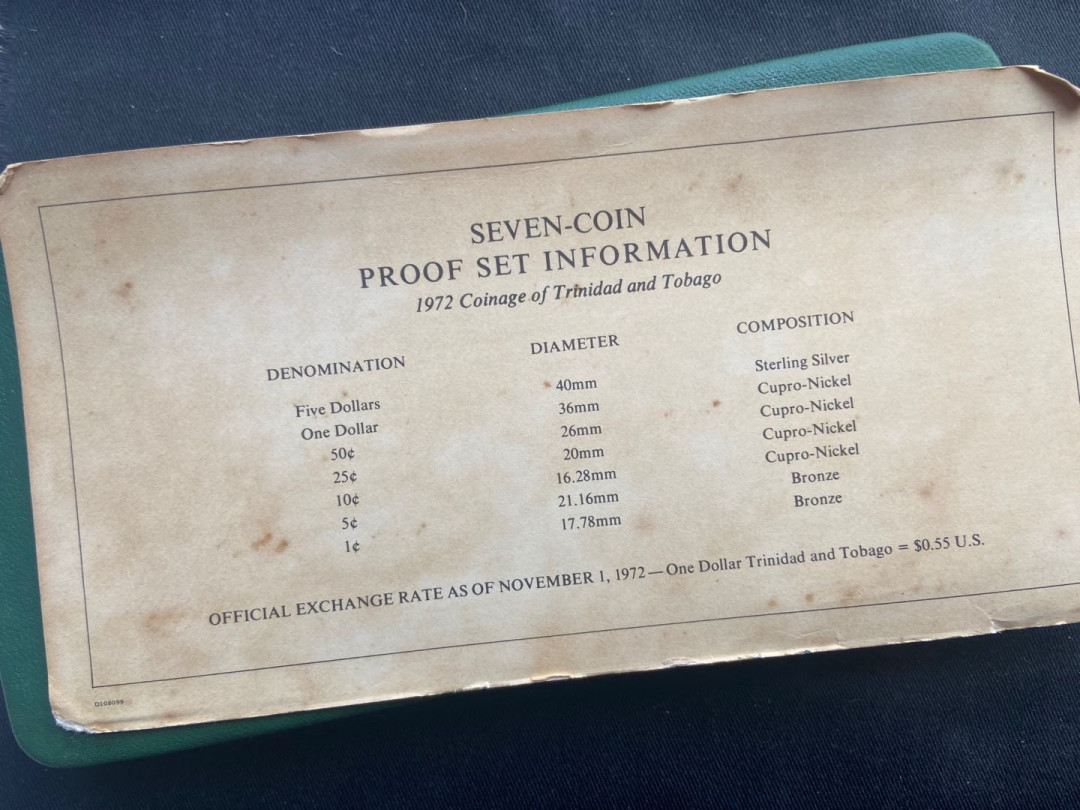 SEVEN-COIN
PROOF SET INFORMATION
1972 Coinage of Trinidad and Tobago
DENOMINATION DIAMETER COMPOSITION
Five Dollars 40mm Sterling Silver
One Dollar 36mm Cupro-Nickel
50¢ 26mm Cupro-Nickel
25¢ 20mm Cupro-Nickel
10¢ 16.28mm Cupro-Nickel
5¢ 21.16mm Bronze
1¢ 17.78mm Bronze
OFFICIAL EXCHANGE RATE AS OF NOVEMBER 1, 1972—One Dollar Trinidad and Tobago = $0.55 U.S.